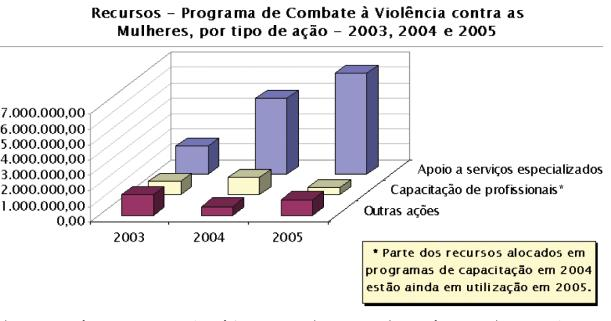 Recursos - Programa de Combate à Violência contra as
Mulheres, por tipo de ação - 2003, 2004 e 2005
7.000.000,00
6.000.000,00
5.000.000,00
4.000.000,00
3.000.000,00
2.000.000,00
1.000.000,00
0,00
2003 2004 2005
Apoio a serviços especializados
Capacitação de profissionais*
Outras ações
* Parte dos recursos alocados em
programas de capacitação em 2004
estão ainda em utilização em 2005.